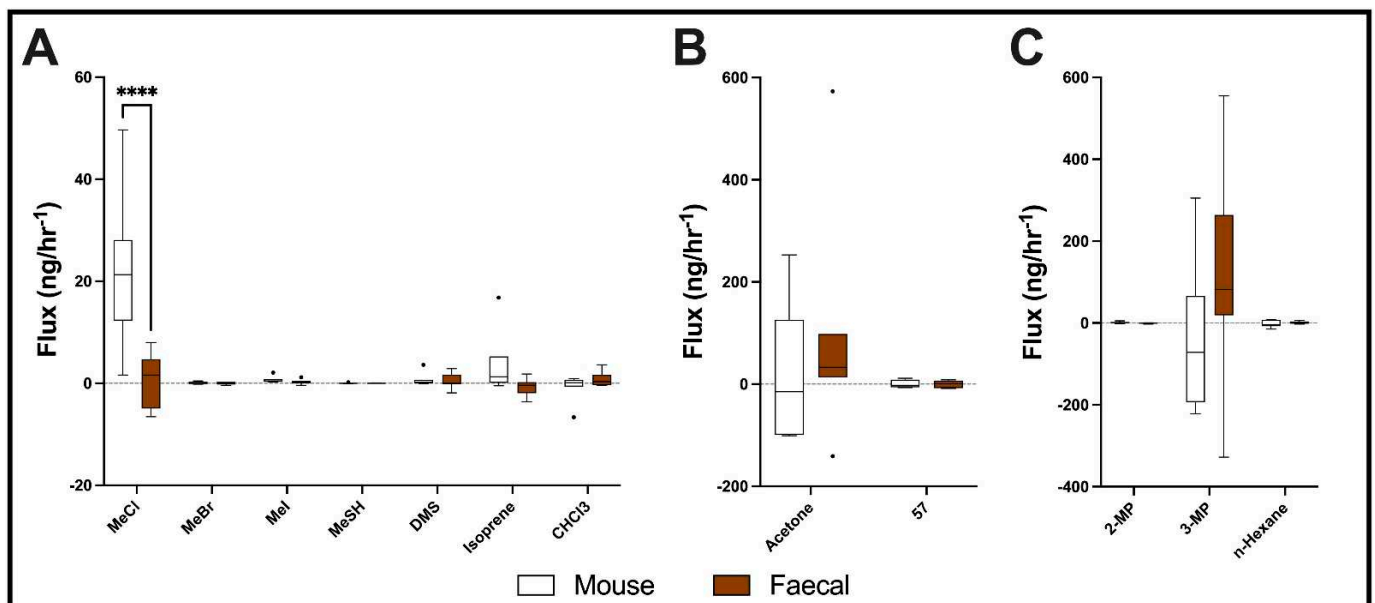 A
B
C
Flux (ng/hr-1)
60
40
20
0
-20
****
MeCl
MeBr
MeI
MeSH
DMS
Isoprene
CHCl3
Flux (ng/hr-1)
600
400
200
0
-200
Acetone
57
Flux (ng/hr-1)
600
400
200
0
-200
-400
2-MP
3-MP
n-Hexane
Mouse
Faecal